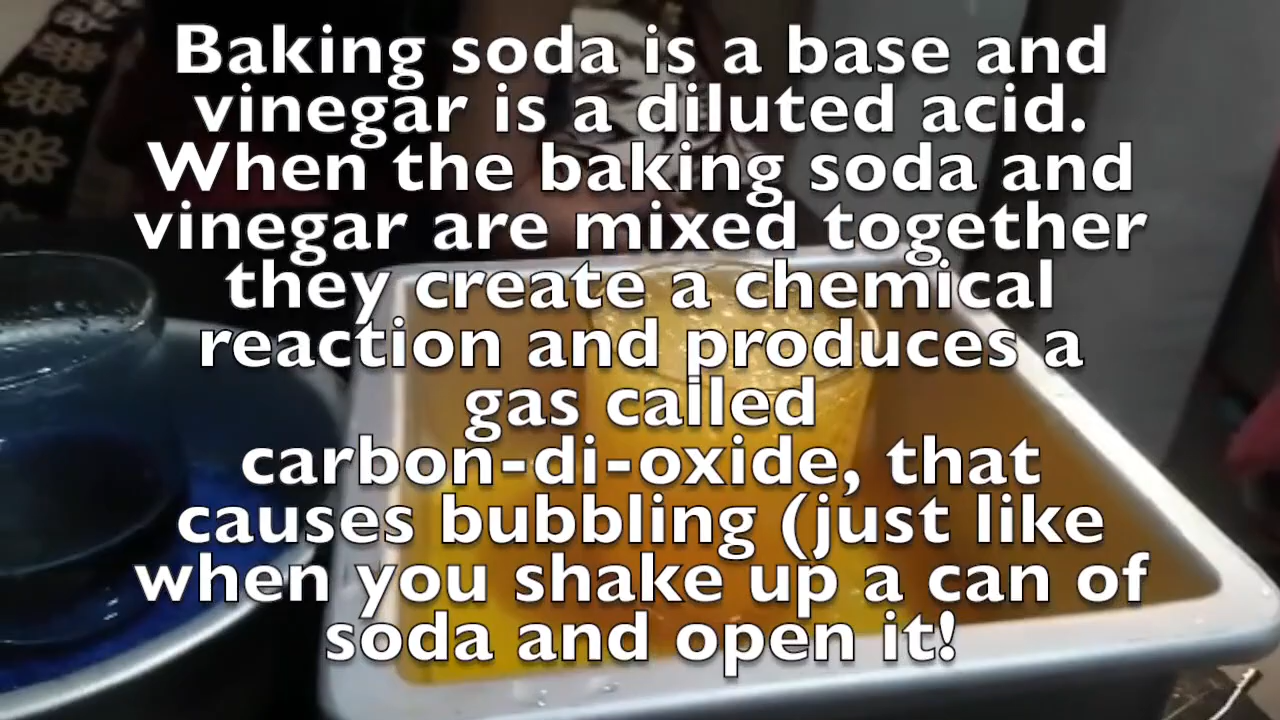 Baking soda is a base and
vinegar is a diluted acid.
When the baking soda and
vinegar are mixed together
they create a chemical
reaction and produces a
gas called
carbon-di-oxide, that
causes bubbling (just like
when you shake up a can of
soda and open it!